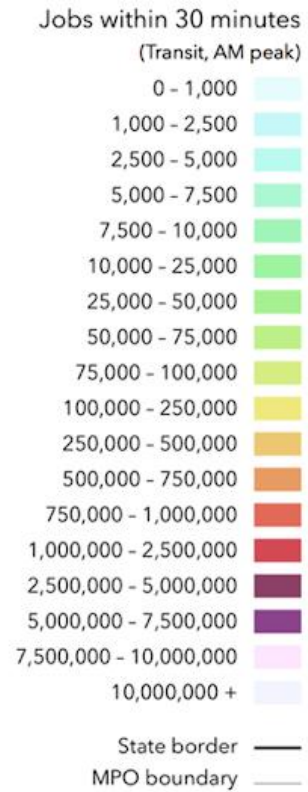 Jobs within 30 minutes
(Transit, AM peak)
0 – 1,000
1,000 – 2,500
2,500 – 5,000
5,000 – 7,500
7,500 – 10,000
10,000 – 25,000
25,000 – 50,000
50,000 – 75,000
75,000 – 100,000
100,000 – 250,000
250,000 – 500,000
500,000 – 750,000
750,000 – 1,000,000
1,000,000 – 2,500,000
2,500,000 – 5,000,000
5,000,000 – 7,500,000
7,500,000 – 10,000,000
10,000,000 +
State border
MPO boundary